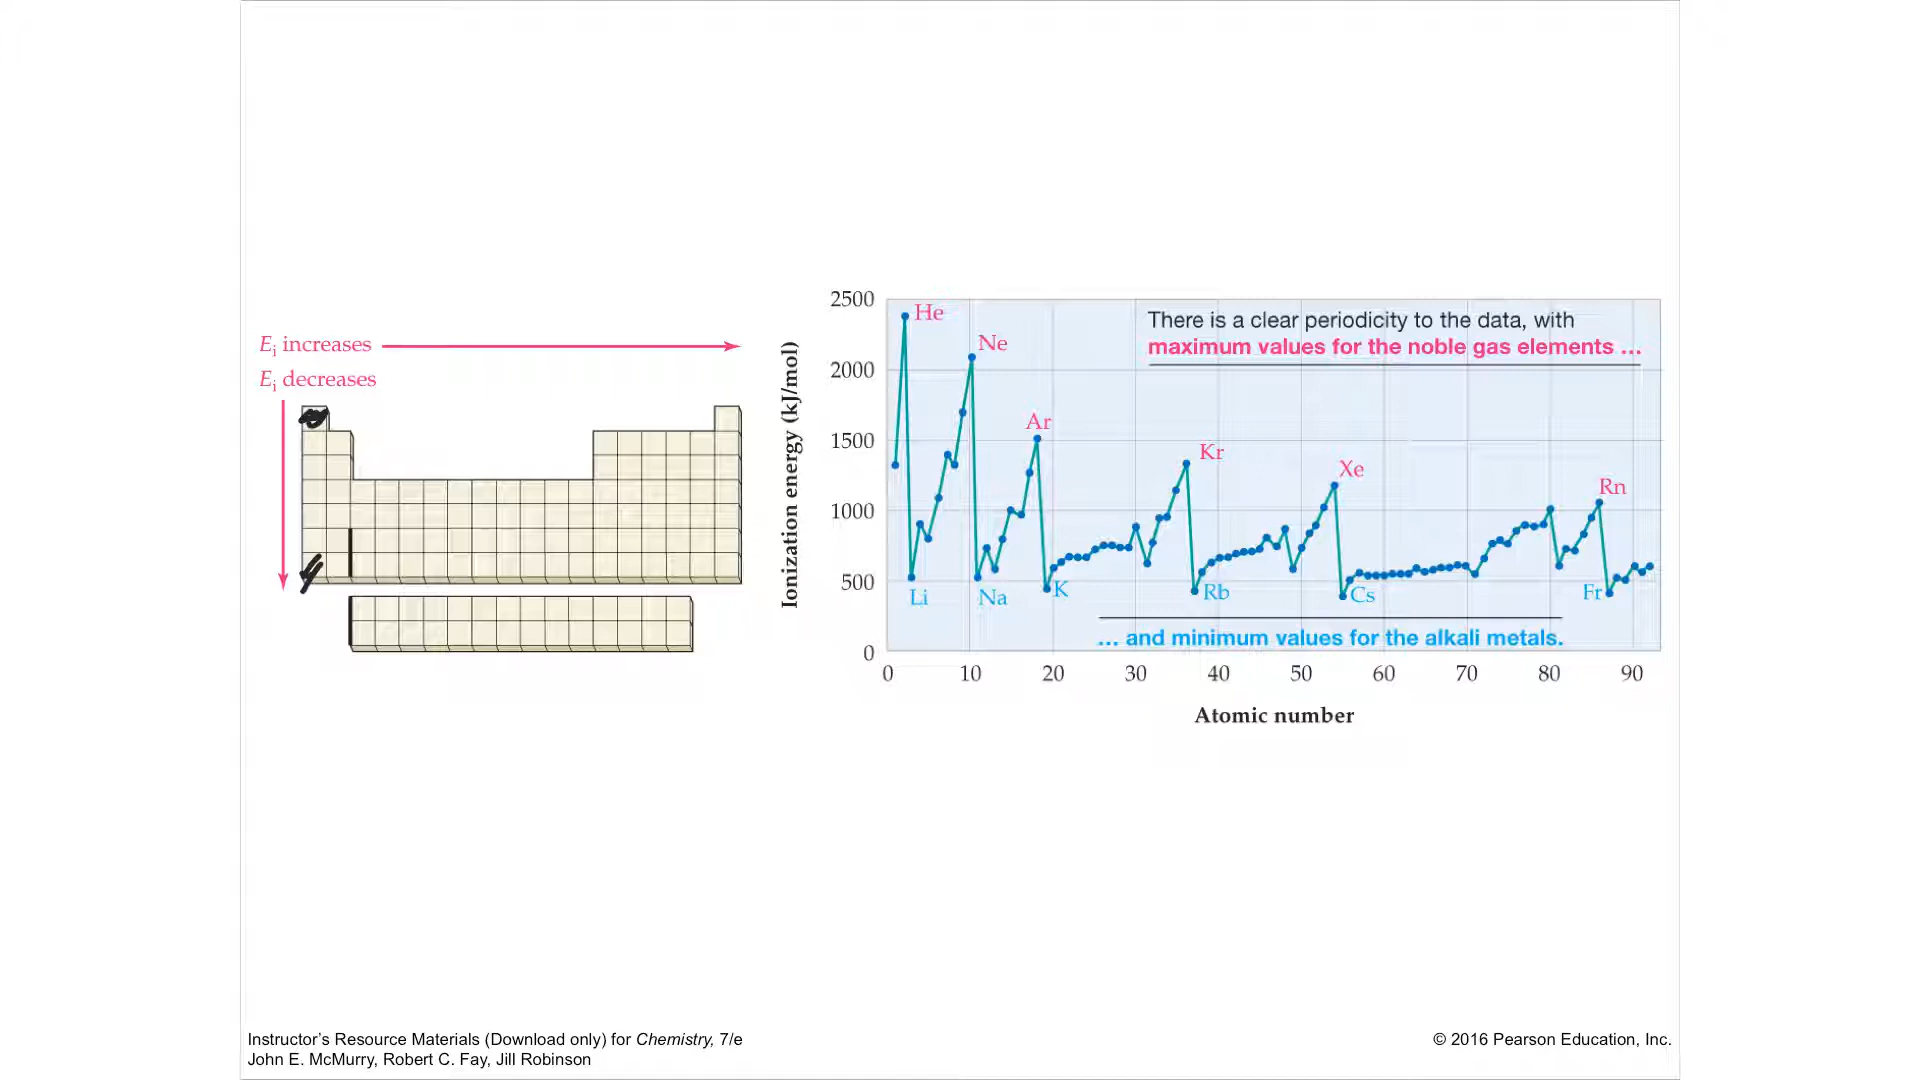 E_i increases
E_i decreases
Ionization energy (kJ/mol)
2500
2000
1500
1000
500
0
He
Ne
Ar
Kr
Xe
Rn
Li
Na
K
Rb
Cs
Fr
There is a clear periodicity to the data, with
maximum values for the noble gas elements ...
... and minimum values for the alkali metals.
0 10 20 30 40 50 60 70 80 90
Atomic number
Instructor's Resource Materials (Download only) for Chemistry, 7/e
John E. McMurry, Robert C. Fay, Jill Robinson
© 2016 Pearson Education, Inc.